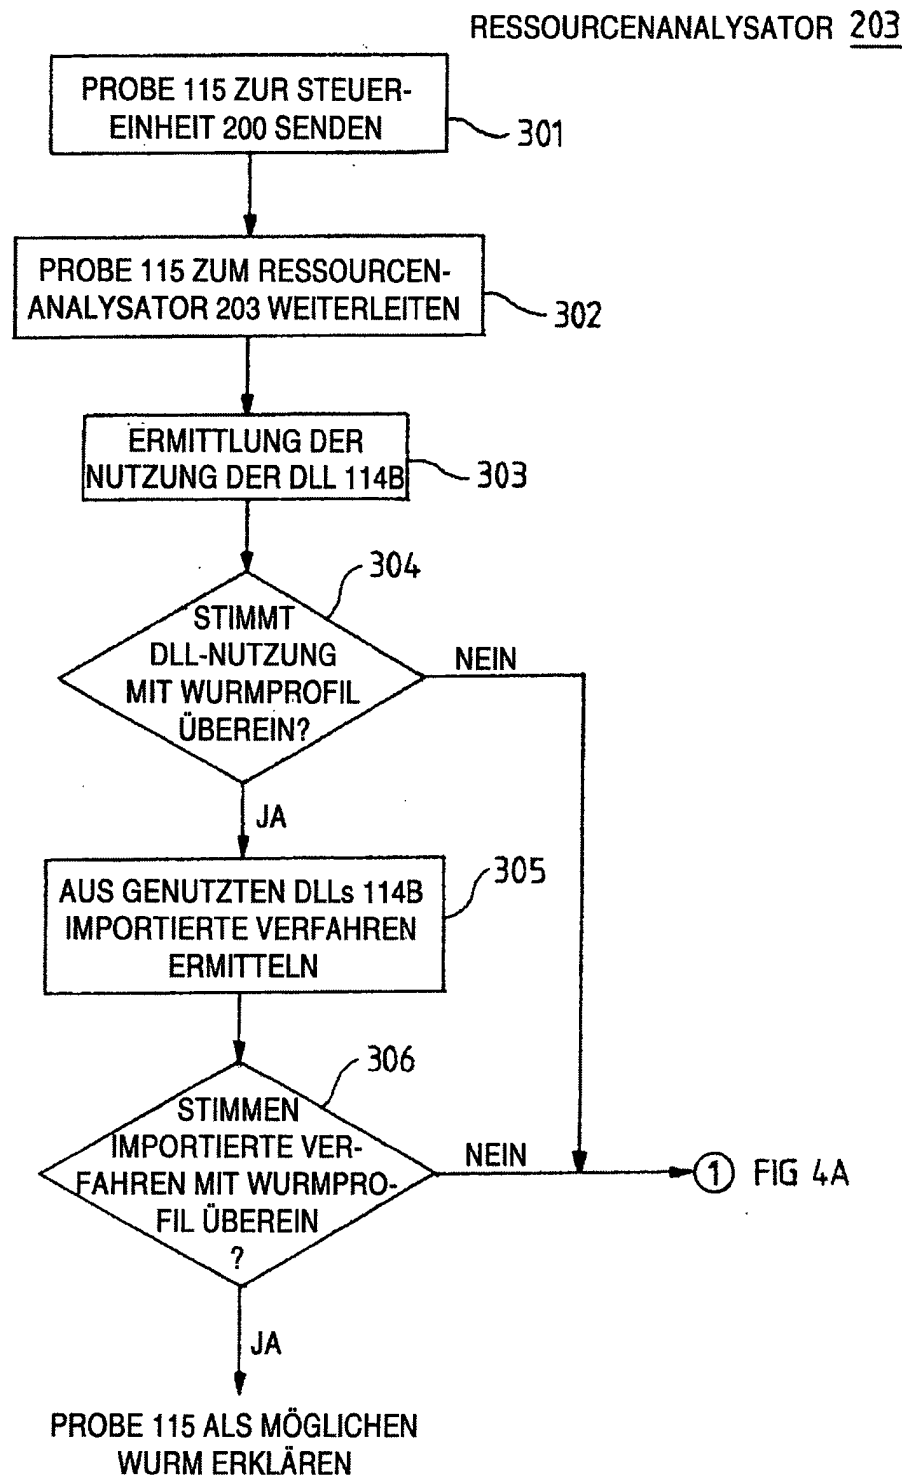 RESSOURCENANALYSATOR 203
PROBE 115 ZUR STEUER-
EINHEIT 200 SENDEN
301
PROBE 115 ZUM RESSOURCEN-
ANALYSATOR 203 WEITERLEITEN
302
ERMITTLUNG DER
NUTZUNG DER DLL 114B
303
304
STIMMT
DLL-NUTZUNG
MIT WURMPROFIL
ÜBEREIN?
NEIN
JA
305
AUS GENUTZTEN DLLs 114B
IMPORTIERTE VERFAHREN
ERMITTELN
306
STIMMEN
IMPORTIERTE VER-
FAHREN MIT WURMPRO-
FIL ÜBEREIN
?
NEIN
1 FIG 4A
JA
PROBE 115 ALS MÖGLICHEN
WURM ERKLÄREN